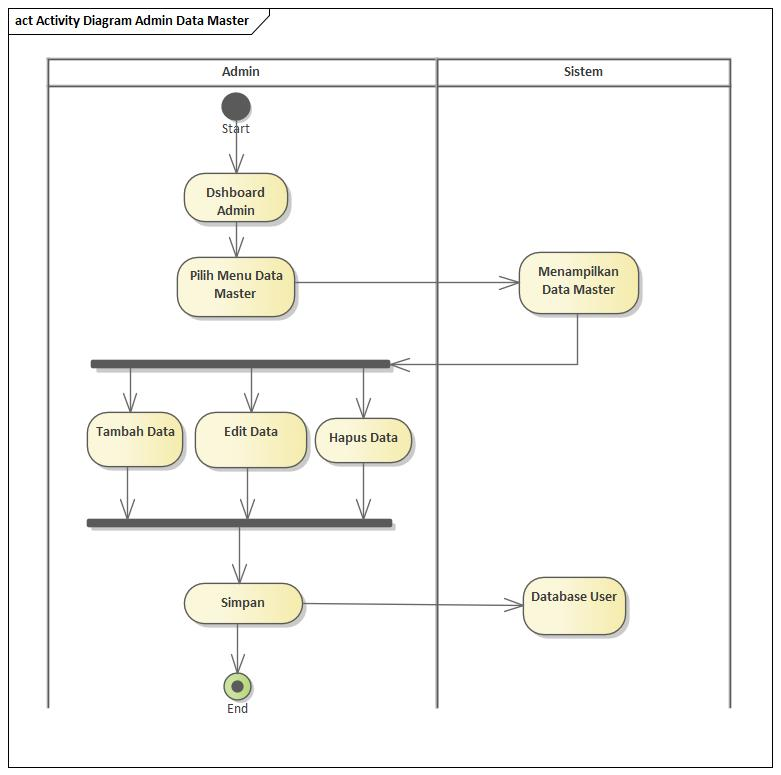 act Activity Diagram Admin Data Master
Admin
Sistem
Start
Dshboard
Admin
Pilih Menu Data
Master
Menampilkan
Data Master
Tambah Data
Edit Data
Hapus Data
Simpan
Database User
End